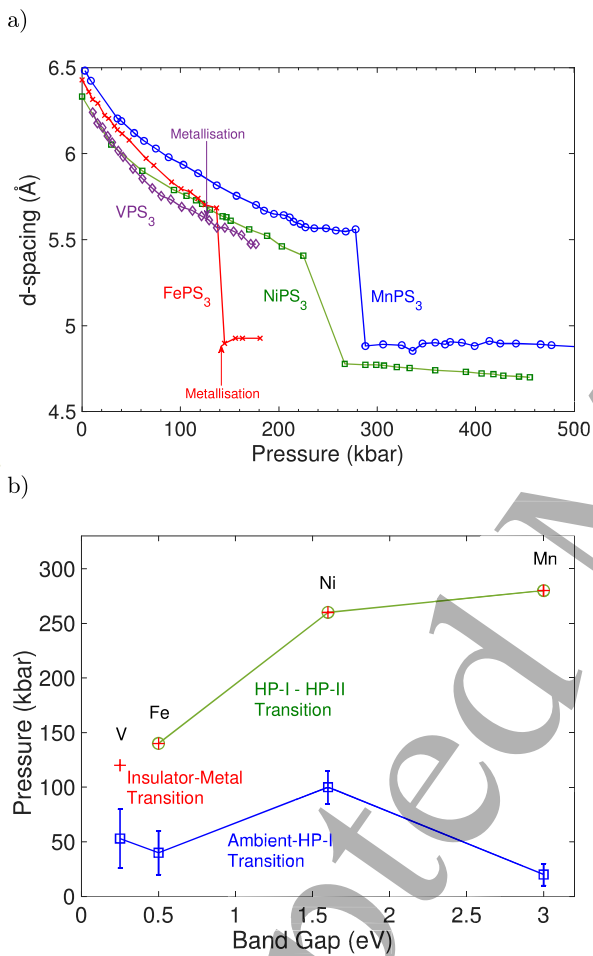 a)
6.5
6
5.5
5
4.5
d-spacing (Å)
Metallisation
VPS3
FePS3
NiPS3
MnPS3
Metallisation
0 100 200 300 400 500
Pressure (kbar)
b)
300
250
200
150
100
50
0
Pressure (kbar)
Mn
Ni
Fe
V
HP-I - HP-II
Transition
Insulator-Metal
Transition
Ambient-HP-I
Transition
0 0.5 1 1.5 2 2.5 3
Band Gap (eV)
pted